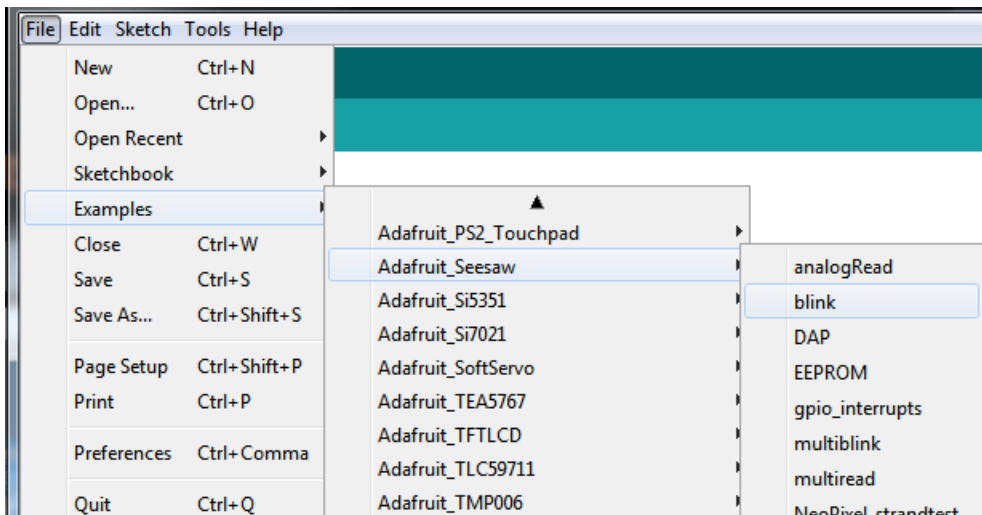 File Edit Sketch Tools Help
New Ctrl+N
Open... Ctrl+O
Open Recent
Sketchbook
Examples
Close Ctrl+W
Save Ctrl+S
Save As... Ctrl+Shift+S
Page Setup Ctrl+Shift+P
Print Ctrl+P
Preferences Ctrl+Comma
Quit Ctrl+Q
Adafruit_PS2_Touchpad
Adafruit_Seesaw
Adafruit_Si5351
Adafruit_Si7021
Adafruit_SoftServo
Adafruit_TEA5767
Adafruit_TFTLCD
Adafruit_TLC59711
Adafruit_TMP006
analogRead
blink
DAP
EEPROM
gpio_interrupts
multiblink
multiread
NeoPixel_strandtest